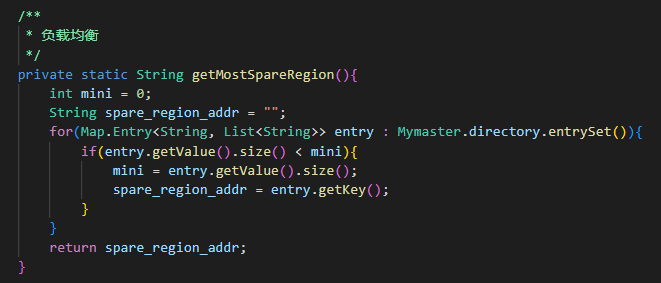 /**
 * 负载均衡
 */
private static String getMostSpareRegion(){
    int mini = 0;
    String spare_region_addr = "";
    for(Map.Entry<String, List<String>> entry : Mymaster.directory.entrySet()){
        if(entry.getValue().size() < mini){
            mini = entry.getValue().size();
            spare_region_addr = entry.getKey();
        }
    }
    return spare_region_addr;
}